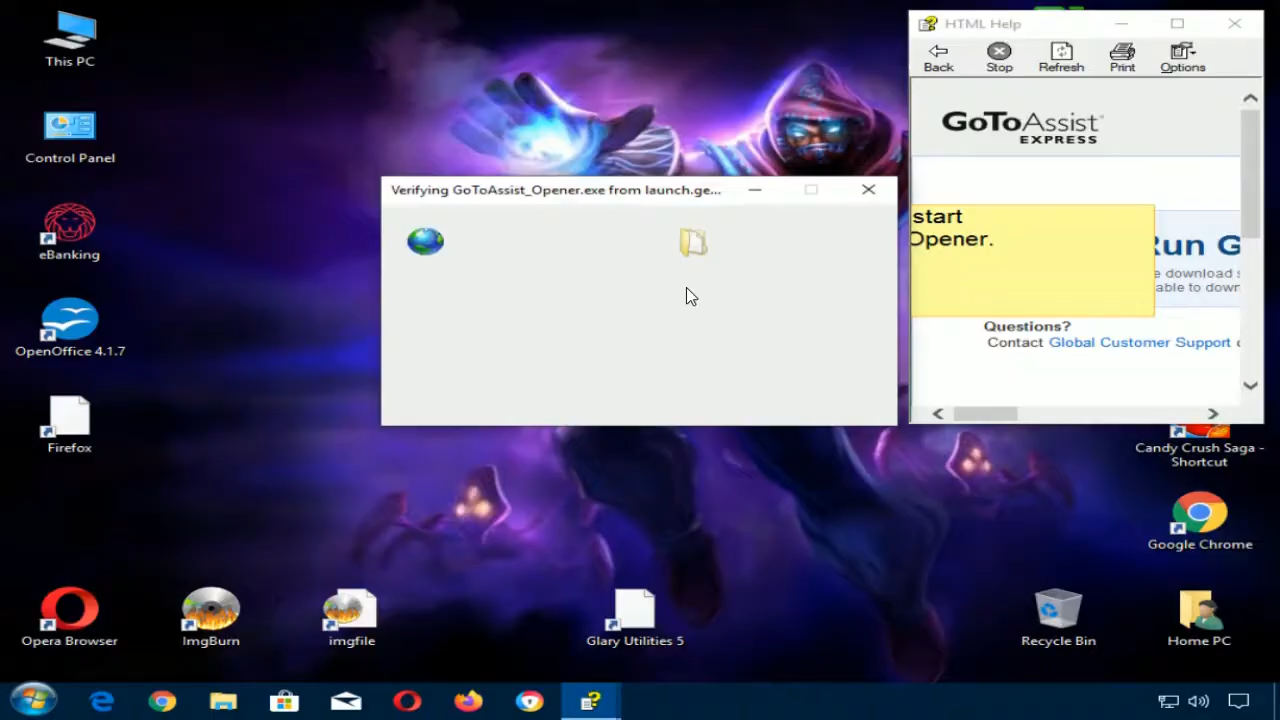 This PC
Control Panel
eBanking
OpenOffice 4.1.7
Firefox
Opera Browser
ImgBurn
imgfile
Glary Utilities 5
Verifying GoToAssist_Opener.exe from launch.ge...
HTML Help
Back
Stop
Refresh
Print
Options
GoToAssist
EXPRESS
start
Opener.
Run G
e download s
able to down
Questions?
Contact Global Customer Support
Candy Crush Saga -
Shortcut
Google Chrome
Recycle Bin
Home PC